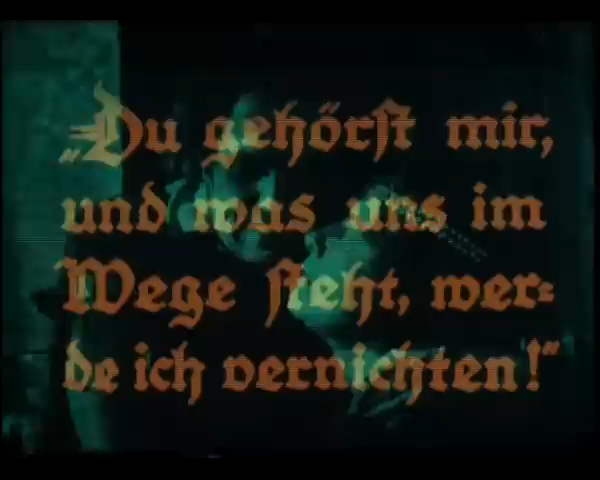 „Du gehörst mir,
und was uns im
Wege steht, wer=
de ich vernichten!“